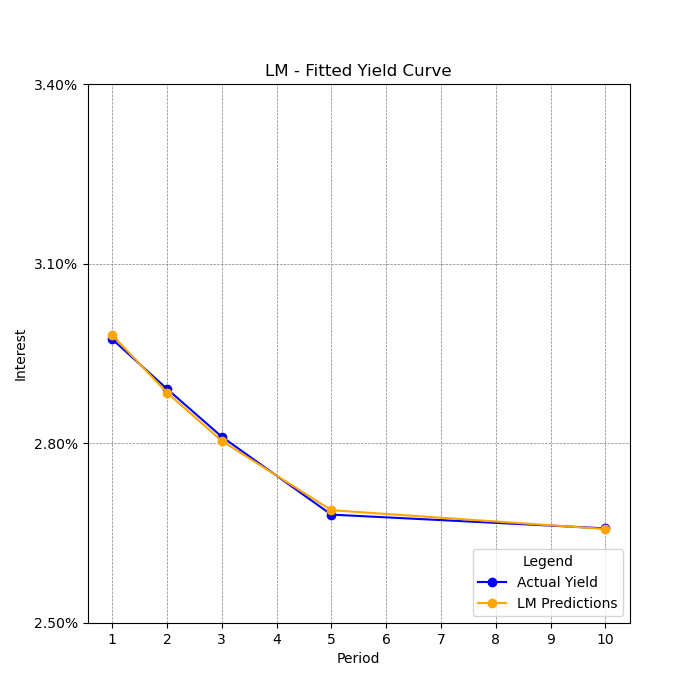 LM - Fitted Yield Curve
3.40%
3.10%
2.80%
2.50%
Interest
Legend
Actual Yield
LM Predictions
1 2 3 4 5 6 7 8 9 10
Period